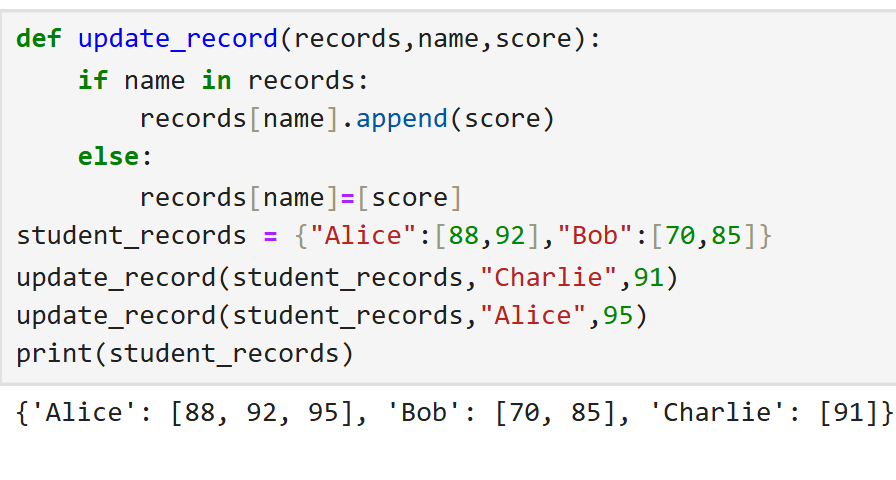 def update_record(records,name,score):
    if name in records:
        records[name].append(score)
    else:
        records[name]=[score]
student_records = {"Alice":[88,92],"Bob":[70,85]}
update_record(student_records,"Charlie",91)
update_record(student_records,"Alice",95)
print(student_records)
{'Alice': [88, 92, 95], 'Bob': [70, 85], 'Charlie': [91]}